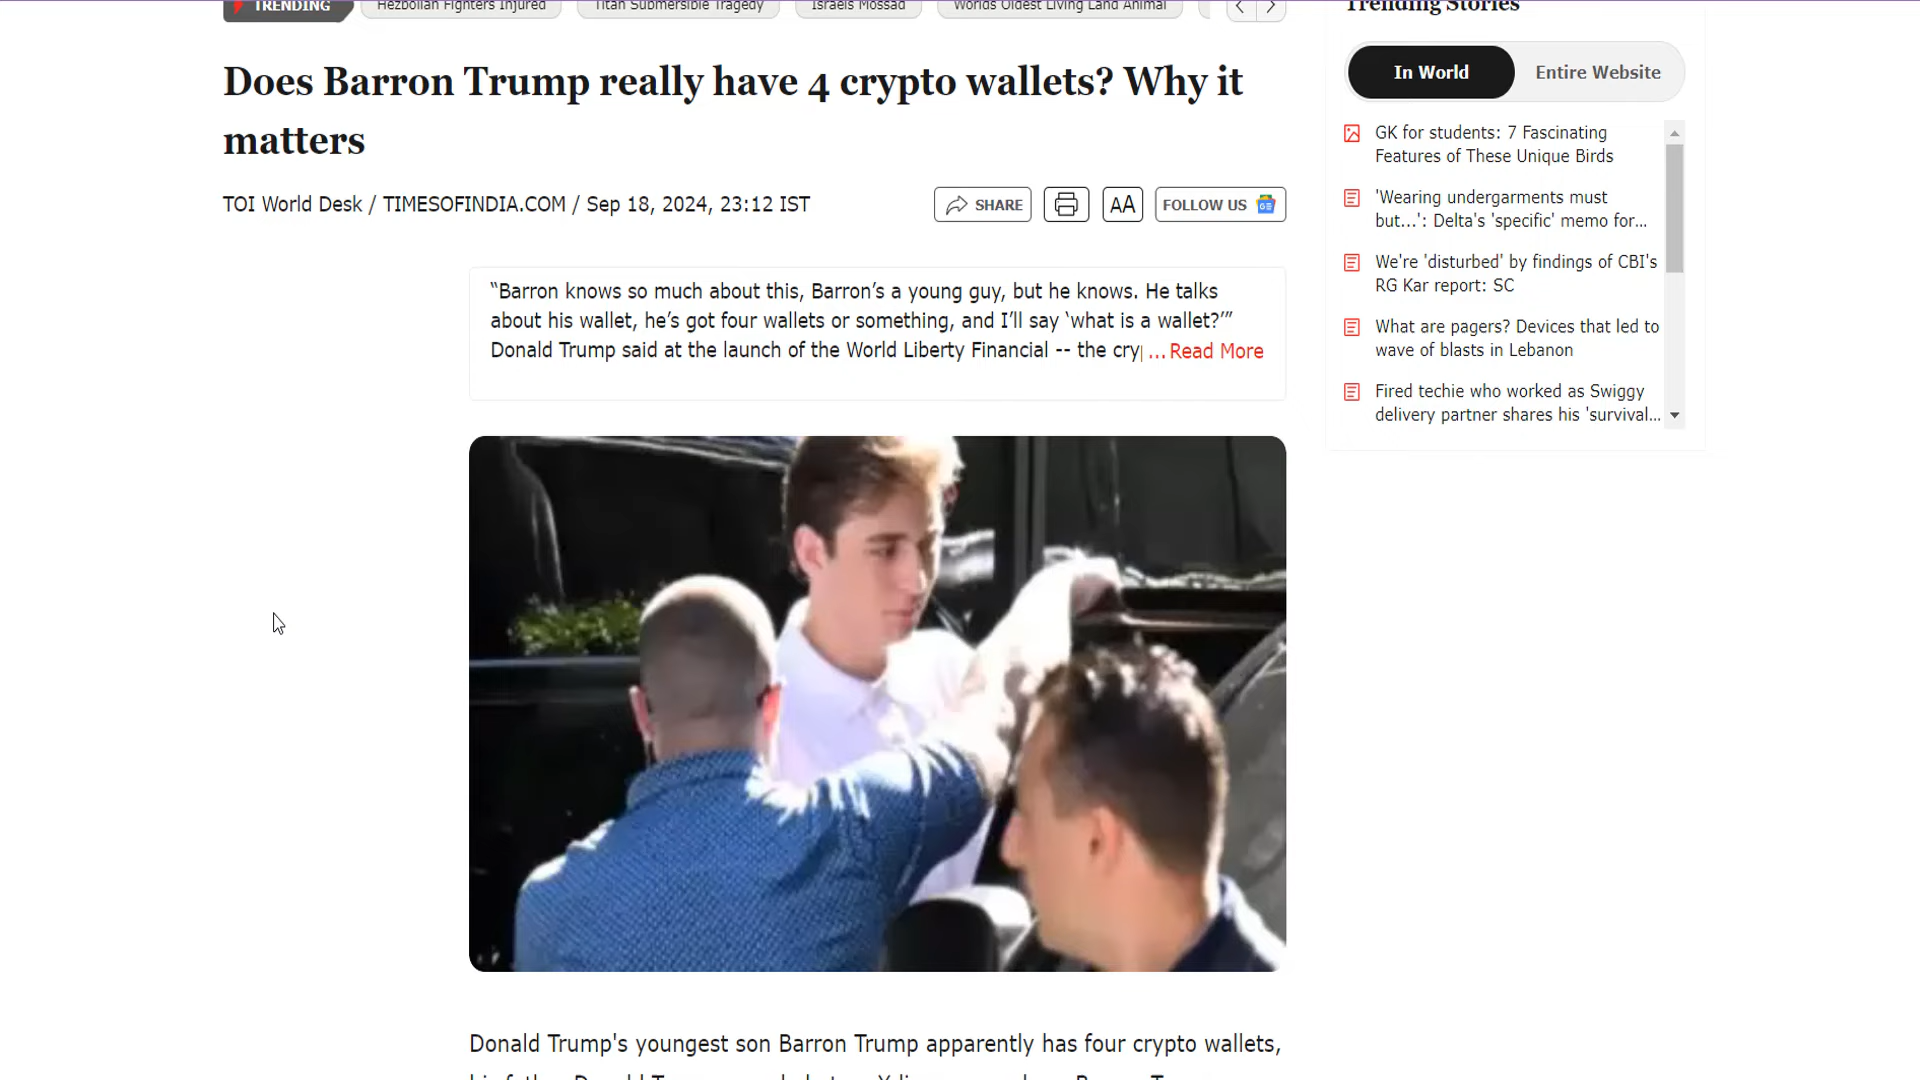 TRENDING
Hezbollah Fighters Injured
Titan Submersible Tragedy
Israels Mossad
Worlds Oldest Living Land Animal
Does Barron Trump really have 4 crypto wallets? Why it
matters
TOI World Desk / TIMESOFINDIA.COM / Sep 18, 2024, 23:12 IST
SHARE
AA
FOLLOW US
“Barron knows so much about this, Barron’s a young guy, but he knows. He talks
about his wallet, he’s got four wallets or something, and I’ll say ‘what is a wallet?’”
Donald Trump said at the launch of the World Liberty Financial -- the cry ... Read More
Donald Trump's youngest son Barron Trump apparently has four crypto wallets,
Trending Stories
In World
Entire Website
GK for students: 7 Fascinating
Features of These Unique Birds
'Wearing undergarments must
but...': Delta's 'specific' memo for...
We're 'disturbed' by findings of CBI's
RG Kar report: SC
What are pagers? Devices that led to
wave of blasts in Lebanon
Fired techie who worked as Swiggy
delivery partner shares his 'survival...